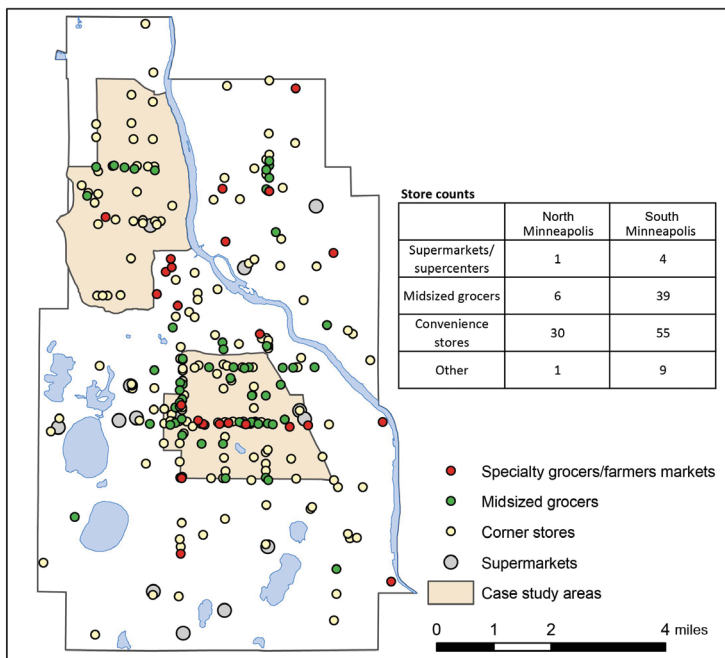 Store counts
North Minneapolis South Minneapolis
Supermarkets/ supercenters 1 4
Midsized grocers 6 39
Convenience stores 30 55
Other 1 9
Specialty grocers/farmers markets
Midsized grocers
Corner stores
Supermarkets
Case study areas
0 1 2 4 miles